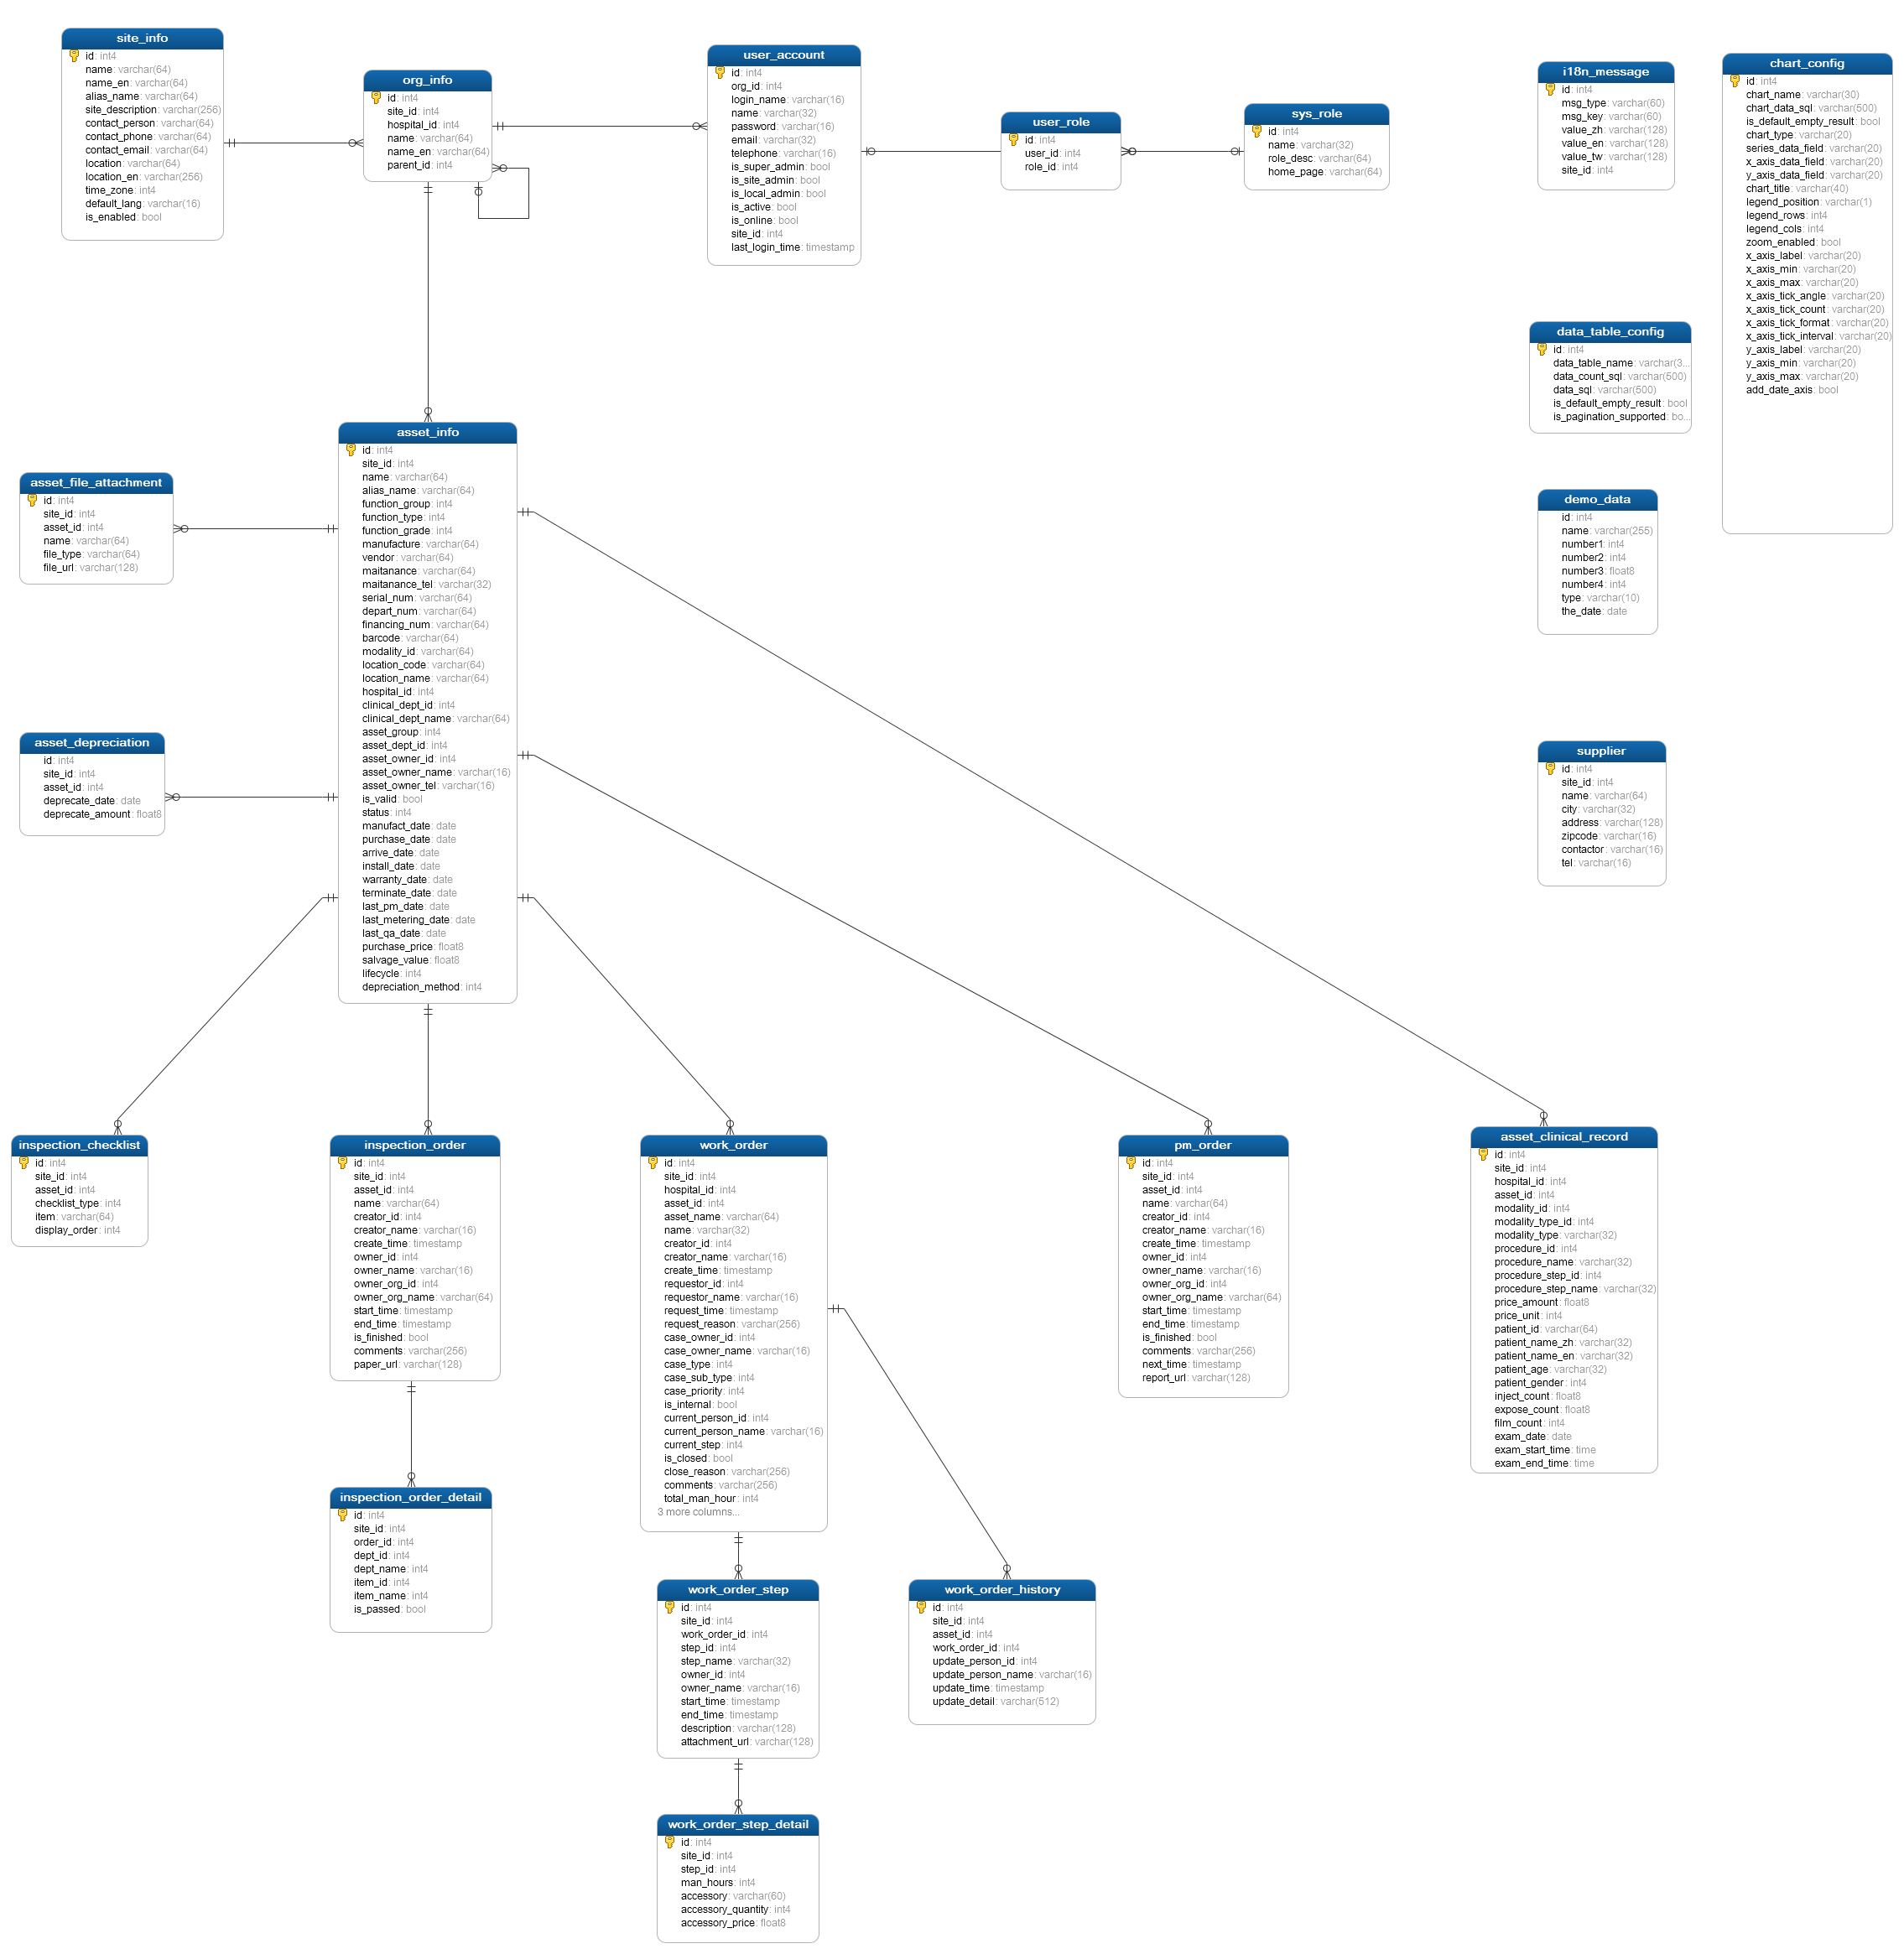 site_info
id: int4
name: varchar(64)
name_en: varchar(64)
alias_name: varchar(64)
site_description: varchar(256)
contact_person: varchar(64)
contact_phone: varchar(64)
contact_email: varchar(64)
location: varchar(64)
location_en: varchar(256)
time_zone: int4
default_lang: varchar(16)
is_enabled: bool
org_info
id: int4
site_id: int4
hospital_id: int4
name: varchar(64)
name_en: varchar(64)
parent_id: int4
user_account
id: int4
org_id: int4
login_name: varchar(16)
name: varchar(32)
password: varchar(16)
email: varchar(32)
telephone: varchar(16)
is_super_admin: bool
is_site_admin: bool
is_local_admin: bool
is_active: bool
is_online: bool
site_id: int4
last_login_time: timestamp
user_role
id: int4
user_id: int4
role_id: int4
sys_role
id: int4
name: varchar(32)
role_desc: varchar(64)
home_page: varchar(64)
i18n_message
id: int4
msg_type: varchar(60)
msg_key: varchar(60)
value_zh: varchar(128)
value_en: varchar(128)
value_tw: varchar(128)
site_id: int4
chart_config
id: int4
chart_name: varchar(30)
chart_data_sql: varchar(500)
is_default_empty_result: bool
chart_type: varchar(20)
series_data_field: varchar(20)
x_axis_data_field: varchar(20)
y_axis_data_field: varchar(20)
chart_title: varchar(40)
legend_position: varchar(1)
legend_rows: int4
legend_cols: int4
zoom_enabled: bool
x_axis_label: varchar(20)
x_axis_min: varchar(20)
x_axis_max: varchar(20)
x_axis_tick_angle: varchar(20)
x_axis_tick_count: varchar(20)
x_axis_tick_format: varchar(20)
x_axis_tick_interval: varchar(20)
y_axis_label: varchar(20)
y_axis_min: varchar(20)
y_axis_max: varchar(20)
add_date_axis: bool
data_table_config
id: int4
data_table_name: varchar(3...
data_count_sql: varchar(500)
data_sql: varchar(500)
is_default_empty_result: bool
is_pagination_supported: bo...
asset_info
id: int4
site_id: int4
name: varchar(64)
alias_name: varchar(64)
function_group: int4
function_type: int4
function_grade: int4
manufacture: varchar(64)
vendor: varchar(64)
maitanance: varchar(64)
maitanance_tel: varchar(32)
serial_num: varchar(64)
depart_num: varchar(64)
financing_num: varchar(64)
barcode: varchar(64)
modality_id: varchar(64)
location_code: varchar(64)
location_name: varchar(64)
hospital_id: int4
clinical_dept_id: int4
clinical_dept_name: varchar(64)
asset_group: int4
asset_dept_id: int4
asset_owner_id: int4
asset_owner_name: varchar(16)
asset_owner_tel: varchar(16)
is_valid: bool
status: int4
manufact_date: date
purchase_date: date
arrive_date: date
install_date: date
warranty_date: date
terminate_date: date
last_pm_date: date
last_metering_date: date
last_qa_date: date
purchase_price: float8
salvage_value: float8
lifecycle: int4
depreciation_method: int4
asset_file_attachment
id: int4
site_id: int4
asset_id: int4
name: varchar(64)
file_type: varchar(64)
file_url: varchar(128)
demo_data
id: int4
name: varchar(255)
number1: int4
number2: int4
number3: float8
number4: int4
type: varchar(10)
the_date: date
asset_depreciation
id: int4
site_id: int4
asset_id: int4
deprecate_date: date
deprecate_amount: float8
supplier
id: int4
site_id: int4
name: varchar(64)
city: varchar(32)
address: varchar(128)
zipcode: varchar(16)
contactor: varchar(16)
tel: varchar(16)
inspection_checklist
id: int4
site_id: int4
asset_id: int4
checklist_type: int4
item: varchar(64)
display_order: int4
inspection_order
id: int4
site_id: int4
asset_id: int4
name: varchar(64)
creator_id: int4
creator_name: varchar(16)
create_time: timestamp
owner_id: int4
owner_name: varchar(16)
owner_org_id: int4
owner_org_name: varchar(64)
start_time: timestamp
end_time: timestamp
is_finished: bool
comments: varchar(256)
paper_url: varchar(128)
work_order
id: int4
site_id: int4
hospital_id: int4
asset_id: int4
asset_name: varchar(64)
name: varchar(32)
creator_id: int4
creator_name: varchar(16)
create_time: timestamp
requestor_id: int4
requestor_name: varchar(16)
request_time: timestamp
request_reason: varchar(256)
case_owner_id: int4
case_owner_name: varchar(16)
case_type: int4
case_sub_type: int4
case_priority: int4
is_internal: bool
current_person_id: int4
current_person_name: varchar(16)
current_step: int4
is_closed: bool
close_reason: varchar(256)
comments: varchar(256)
total_man_hour: int4
3 more columns...
pm_order
id: int4
site_id: int4
asset_id: int4
name: varchar(64)
creator_id: int4
creator_name: varchar(16)
create_time: timestamp
owner_id: int4
owner_name: varchar(16)
owner_org_id: int4
owner_org_name: varchar(64)
start_time: timestamp
end_time: timestamp
is_finished: bool
comments: varchar(256)
next_time: timestamp
report_url: varchar(128)
asset_clinical_record
id: int4
site_id: int4
hospital_id: int4
asset_id: int4
modality_id: int4
modality_type_id: int4
modality_type: varchar(32)
procedure_id: int4
procedure_name: varchar(32)
procedure_step_id: int4
procedure_step_name: varchar(32)
price_amount: float8
price_unit: int4
patient_id: varchar(64)
patient_name_zh: varchar(32)
patient_name_en: varchar(32)
patient_age: varchar(32)
patient_gender: int4
inject_count: float8
expose_count: float8
film_count: int4
exam_date: date
exam_start_time: time
exam_end_time: time
inspection_order_detail
id: int4
site_id: int4
order_id: int4
dept_id: int4
dept_name: int4
item_id: int4
item_name: int4
is_passed: bool
work_order_step
id: int4
site_id: int4
work_order_id: int4
step_id: int4
step_name: varchar(32)
owner_id: int4
owner_name: varchar(16)
start_time: timestamp
end_time: timestamp
description: varchar(128)
attachment_url: varchar(128)
work_order_history
id: int4
site_id: int4
asset_id: int4
work_order_id: int4
update_person_id: int4
update_person_name: varchar(16)
update_time: timestamp
update_detail: varchar(512)
work_order_step_detail
id: int4
site_id: int4
step_id: int4
man_hours: int4
accessory: varchar(60)
accessory_quantity: int4
accessory_price: float8